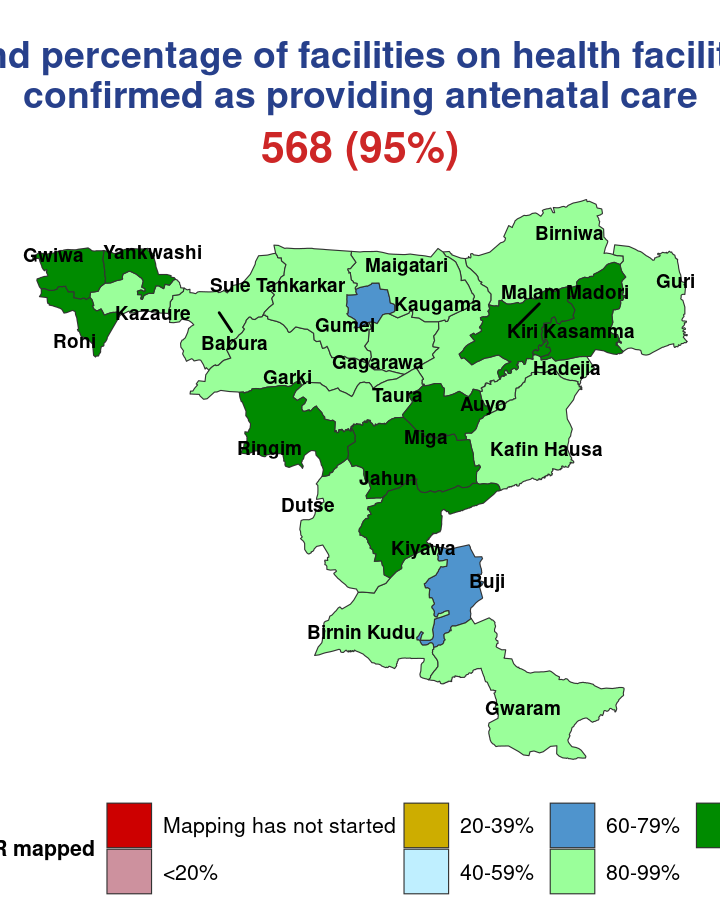 nd percentage of facilities on health facilit
confirmed as providing antenatal care
568 (95%)
Birniwa
Gwiwa
Yankwashi
Maigatari
Guri
Sule Tankarkar
Malam Madori
Kaugama
Kazaure
Gumel
Kiri Kasamma
Roni
Babura
Gagarawa
Hadejia
Garki
Taura
Auyo
Miga
Ringim
Kafin Hausa
Jahun
Dutse
Kiyawa
Buji
Birnin Kudu
Gwaram
R mapped
Mapping has not started
20-39%
60-79%
<20%
40-59%
80-99%